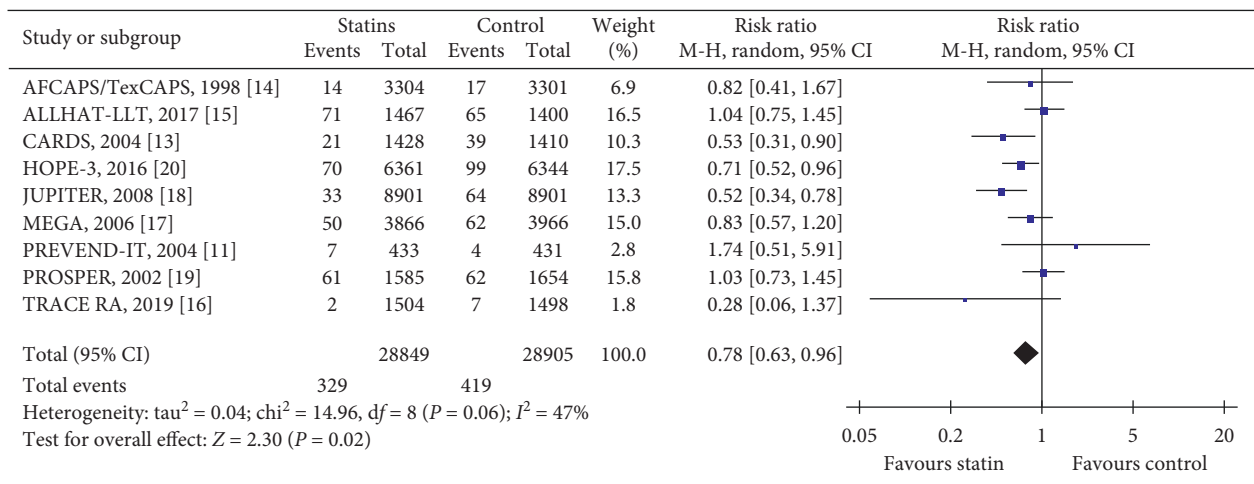 Study or subgroup Statins Control Weight Risk ratio Risk ratio
Events Total Events Total (%) M-H, random, 95% CI M-H, random, 95% CI
AFCAPS/TexCAPS, 1998 [14] 14 3304 17 3301 6.9 0.82 [0.41, 1.67]
ALLHAT-LLT, 2017 [15] 71 1467 65 1400 16.5 1.04 [0.75, 1.45]
CARDS, 2004 [13] 21 1428 39 1410 10.3 0.53 [0.31, 0.90]
HOPE-3, 2016 [20] 70 6361 99 6344 17.5 0.71 [0.52, 0.96]
JUPITER, 2008 [18] 33 8901 64 8901 13.3 0.52 [0.34, 0.78]
MEGA, 2006 [17] 50 3866 62 3966 15.0 0.83 [0.57, 1.20]
PREVEND-IT, 2004 [11] 7 433 4 431 2.8 1.74 [0.51, 5.91]
PROSPER, 2002 [19] 61 1585 62 1654 15.8 1.03 [0.73, 1.45]
TRACE RA, 2019 [16] 2 1504 7 1498 1.8 0.28 [0.06, 1.37]
Total (95% CI) 28849 28905 100.0 0.78 [0.63, 0.96]
Total events 329 419
Heterogeneity: tau² = 0.04; chi² = 14.96, df = 8 (P = 0.06); I² = 47%
Test for overall effect: Z = 2.30 (P = 0.02)
0.05 0.2 1 5 20
Favours statin Favours control